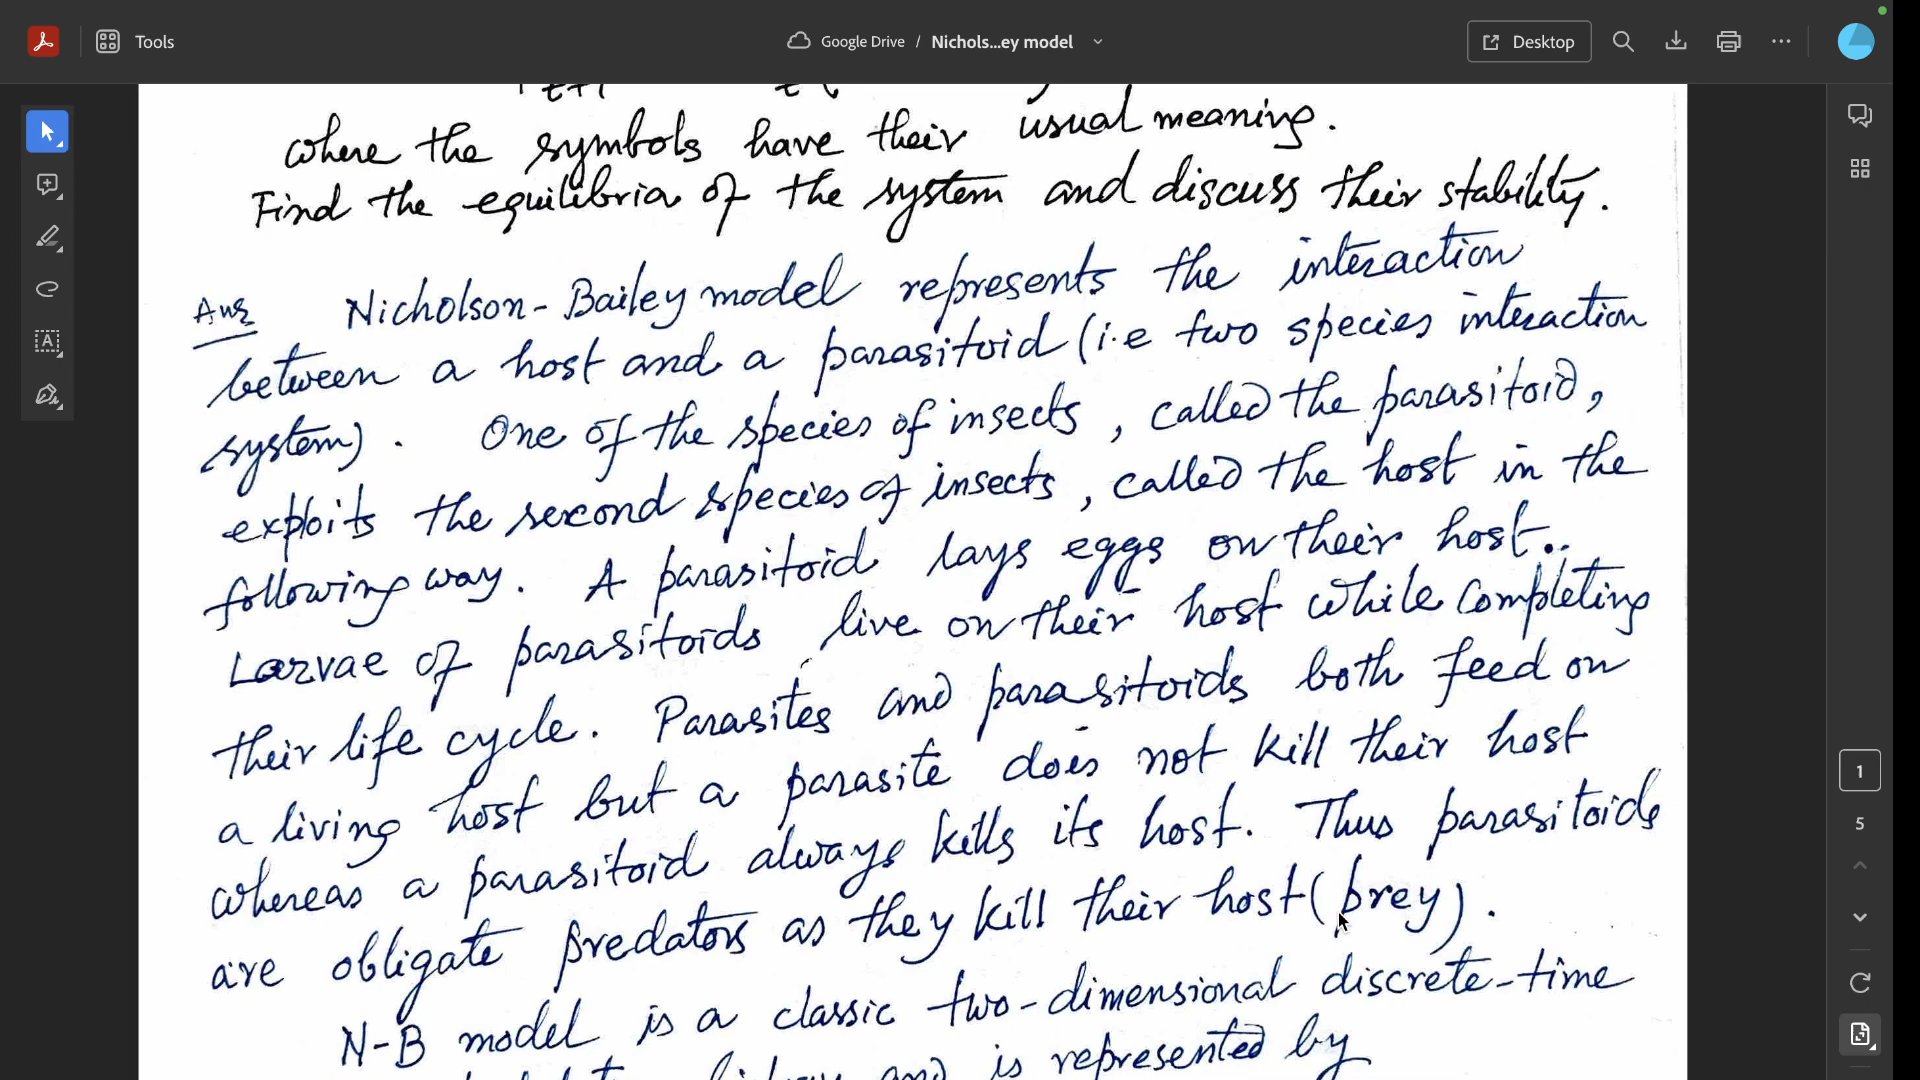 Tools
Google Drive / Nichols...ey model
Desktop
where the symbols have their usual meaning.
Find the equilibria of the system and discuss their stability.
Ans Nicholson-Bailey model represents the interaction
between a host and a parasitoid (i.e two species interaction
system). One of the species of insects, called the parasitoid,
exploits the second species of insects, called the host in the
following way. A parasitoid lays eggs on their host..
Larvae of parasitoids live on their host while completing
their life cycle. Parasites and parasitoids both feed on
a living host but a parasite does not kill their host
whereas a parasitoid always kills its host. Thus parasitoids
are obligate predators as they kill their host (prey).
N-B model is a classic two-dimensional discrete-time
and is represented by
1
5